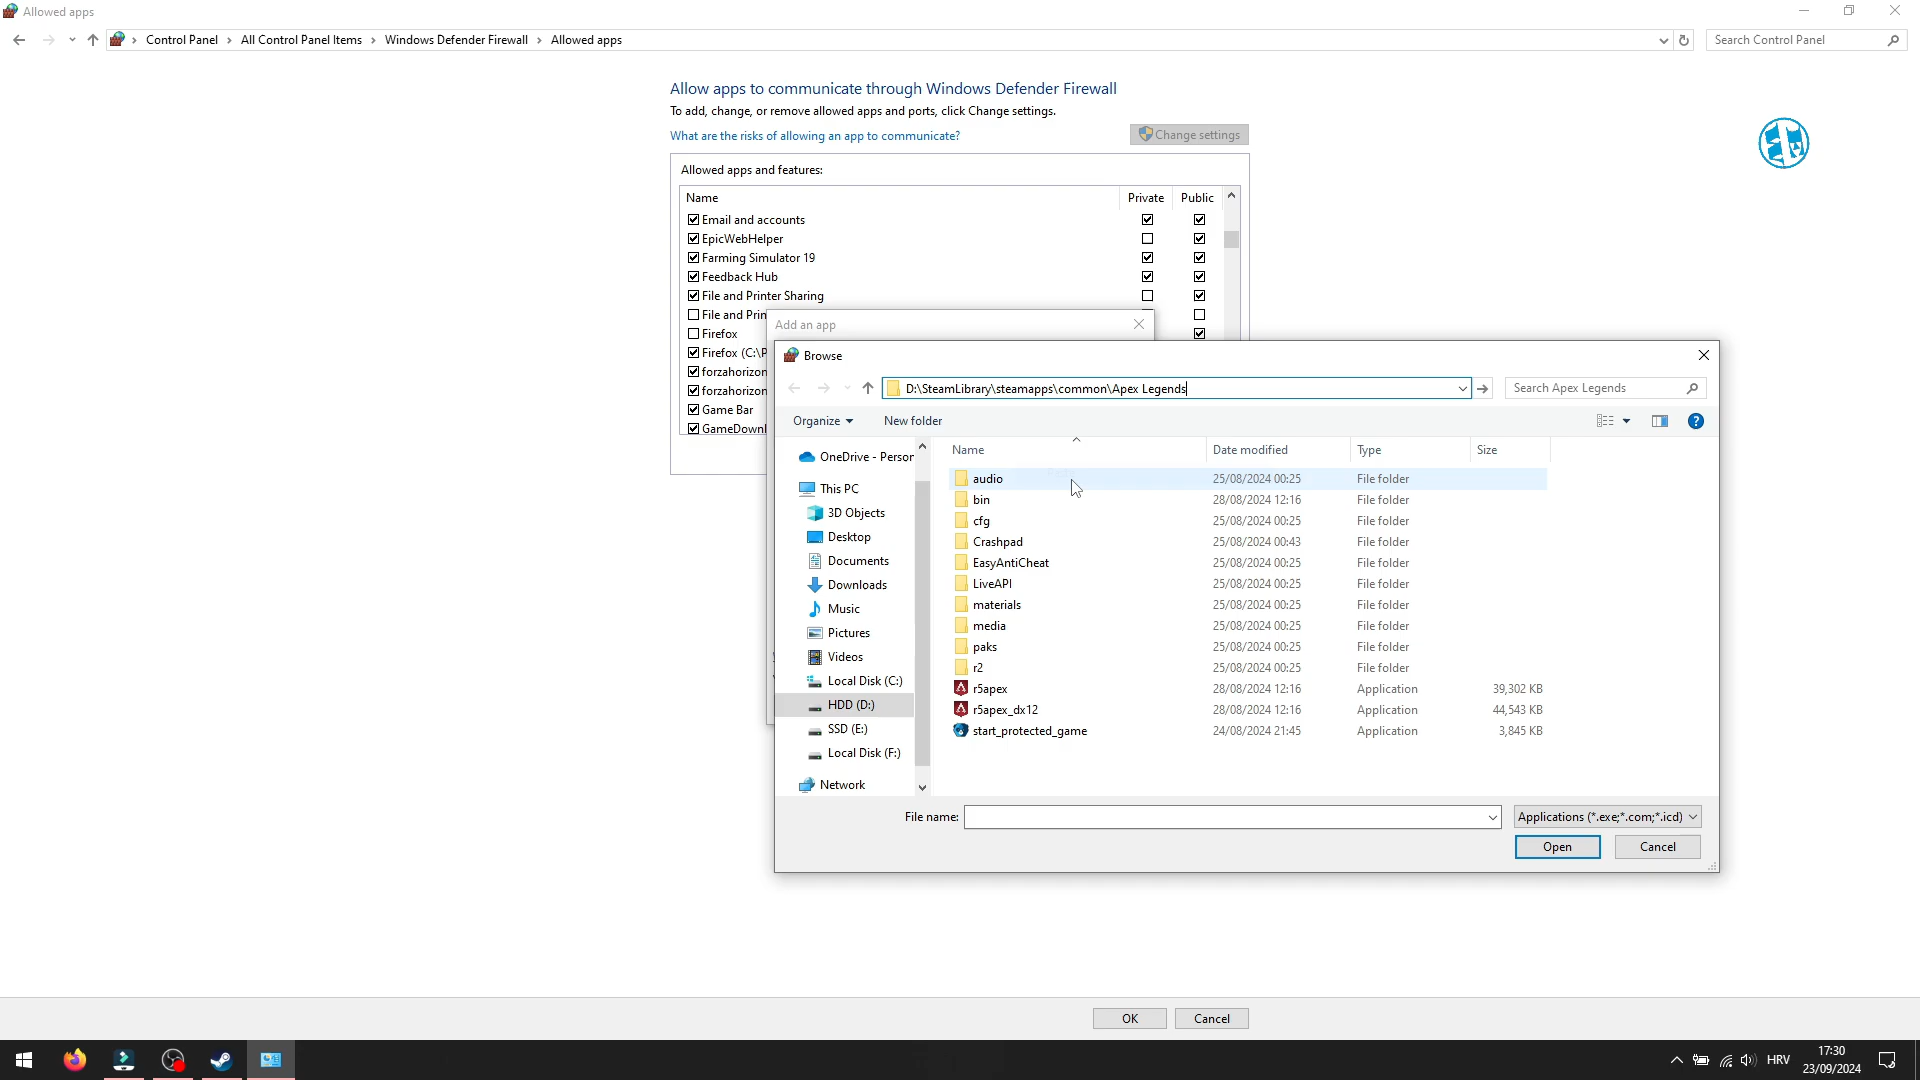 Allowed apps
Control Panel > All Control Panel Items > Windows Defender Firewall > Allowed apps
Search Control Panel
Allow apps to communicate through Windows Defender Firewall
To add, change, or remove allowed apps and ports, click Change settings.
What are the risks of allowing an app to communicate?
Change settings
Allowed apps and features:
Name Private Public
Email and accounts
EpicWebHelper
Farming Simulator 19
Feedback Hub
File and Printer Sharing
File and Prin
Firefox
Firefox (C:\P
forzahorizon
forzahorizon
Game Bar
GameDownl
Add an app
Browse
D:\SteamLibrary\steamapps\common\Apex Legends
Search Apex Legends
Organize New folder
OneDrive - Person
This PC
3D Objects
Desktop
Documents
Downloads
Music
Pictures
Videos
Local Disk (C:)
HDD (D:)
SSD (E:)
Local Disk (F:)
Network
Name Date modified Type Size
audio 25/08/2024 00:25 File folder
bin 28/08/2024 12:16 File folder
cfg 25/08/2024 00:25 File folder
Crashpad 25/08/2024 00:43 File folder
EasyAntiCheat 25/08/2024 00:25 File folder
LiveAPI 25/08/2024 00:25 File folder
materials 25/08/2024 00:25 File folder
media 25/08/2024 00:25 File folder
paks 25/08/2024 00:25 File folder
r2 25/08/2024 00:25 File folder
r5apex 28/08/2024 12:16 Application 39,302 KB
r5apex_dx12 28/08/2024 12:16 Application 44,543 KB
start_protected_game 24/08/2024 21:45 Application 3,845 KB
File name:
Applications (*.exe;*.com;*.icd)
Open Cancel
OK Cancel
HRV
17:30
23/09/2024